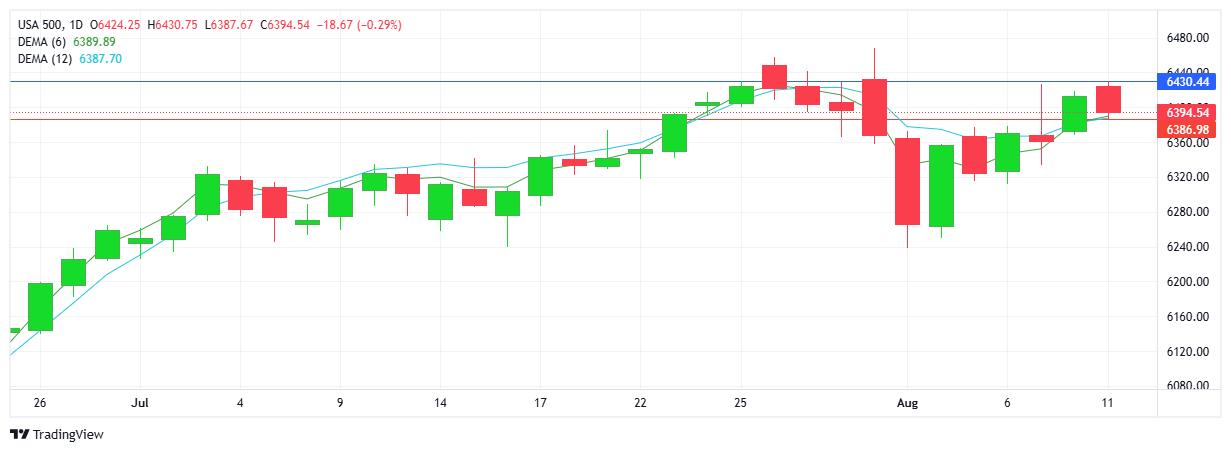 USA 500, 1D O6424.25 H6430.75 L6387.67 C6394.54 −18.67 (−0.29%)
DEMA (6) 6389.89
DEMA (12) 6387.70
6480.00
6440.00
6430.44
6394.54
6386.98
6360.00
6320.00
6280.00
6240.00
6200.00
6160.00
6120.00
6080.00
26 Jul 4 9 14 17 22 25 Aug 6 11
TradingView